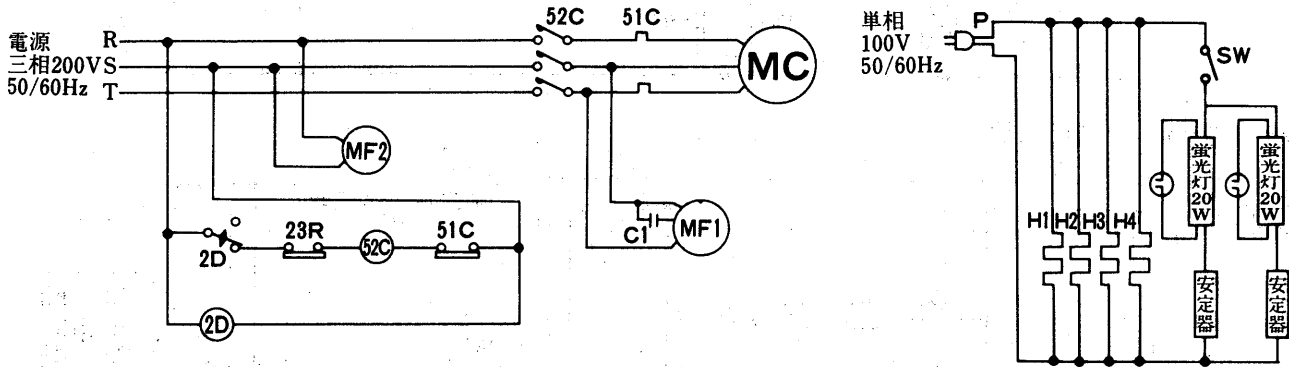 電源
三相200V
50/60Hz
R
S
T
52C
51C
MC
MF2
2D
23R
52C
51C
2D
C1
MF1
単相
100V
50/60Hz
P
SW
H1
H2
H3
H4
蛍光灯20W
蛍光灯20W
安定器
安定器